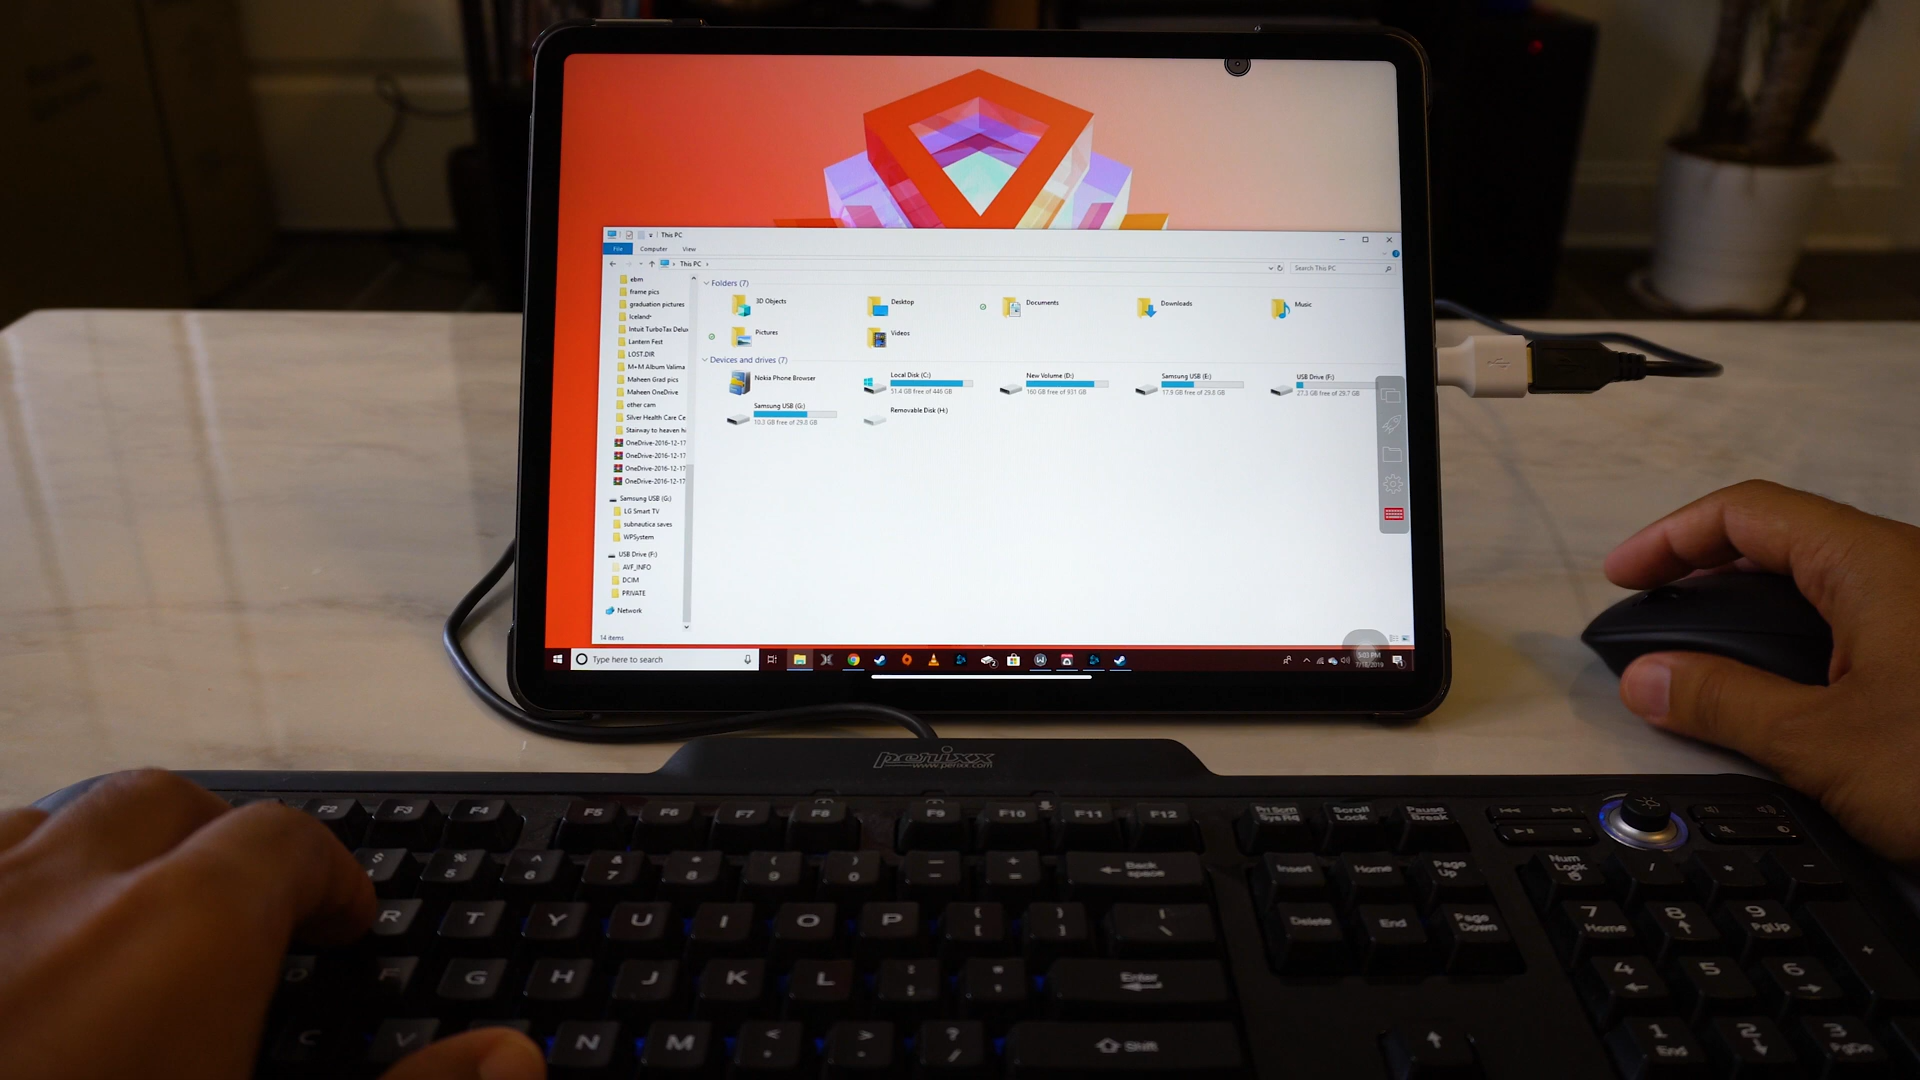 This PC
File Computer View
This PC
Search This PC
ebm
frame pics
graduation pictures
Iceland-
Intuit TurboTax Delux
Lantern Fest
LOST.DIR
M+M Album Valima
Maheen Grad pics
Maheen OneDrive
other cam
Silver Health Care Ce
Stairway to heaven h
OneDrive-2016-12-17
OneDrive-2016-12-17
OneDrive-2016-12-17
OneDrive-2016-12-17
Samsung USB (G:)
LG Smart TV
subnautica saves
WPSystem
USB Drive (F:)
AVF_INFO
DCIM
PRIVATE
Network
14 items
Folders (7)
3D Objects
Desktop
Documents
Downloads
Music
Pictures
Videos
Devices and drives (7)
Nokia Phone Browser
Local Disk (C:)
51.4 GB free of 446 GB
New Volume (D:)
160 GB free of 931 GB
Samsung USB (E:)
17.9 GB free of 29.8 GB
USB Drive (F:)
27.3 GB free of 29.7 GB
Samsung USB (G:)
10.3 GB free of 29.8 GB
Removable Disk (H:)
Type here to search
5:03 PM
perixx
www.perixx.com
F2 F3 F4 F5 F6 F7 F8 F9 F10 F11 F12
Prt Scrn
Sys Rq
Scroll
Lock
Pause
Break
$ % ^ & * ( ) — +
5 6 7 8 9 0 – =
Back
space
Insert Home Page
Up
Num
Lock
/ * –
R T Y U I O P { }
[ ] \
Delete End Page
Down
7 8 9
Home PgUp
+
D F G H J K L : "
; '
Enter
4 5 6
C V N M < > ?
, . /
Shift
1 2 3
End PgDn